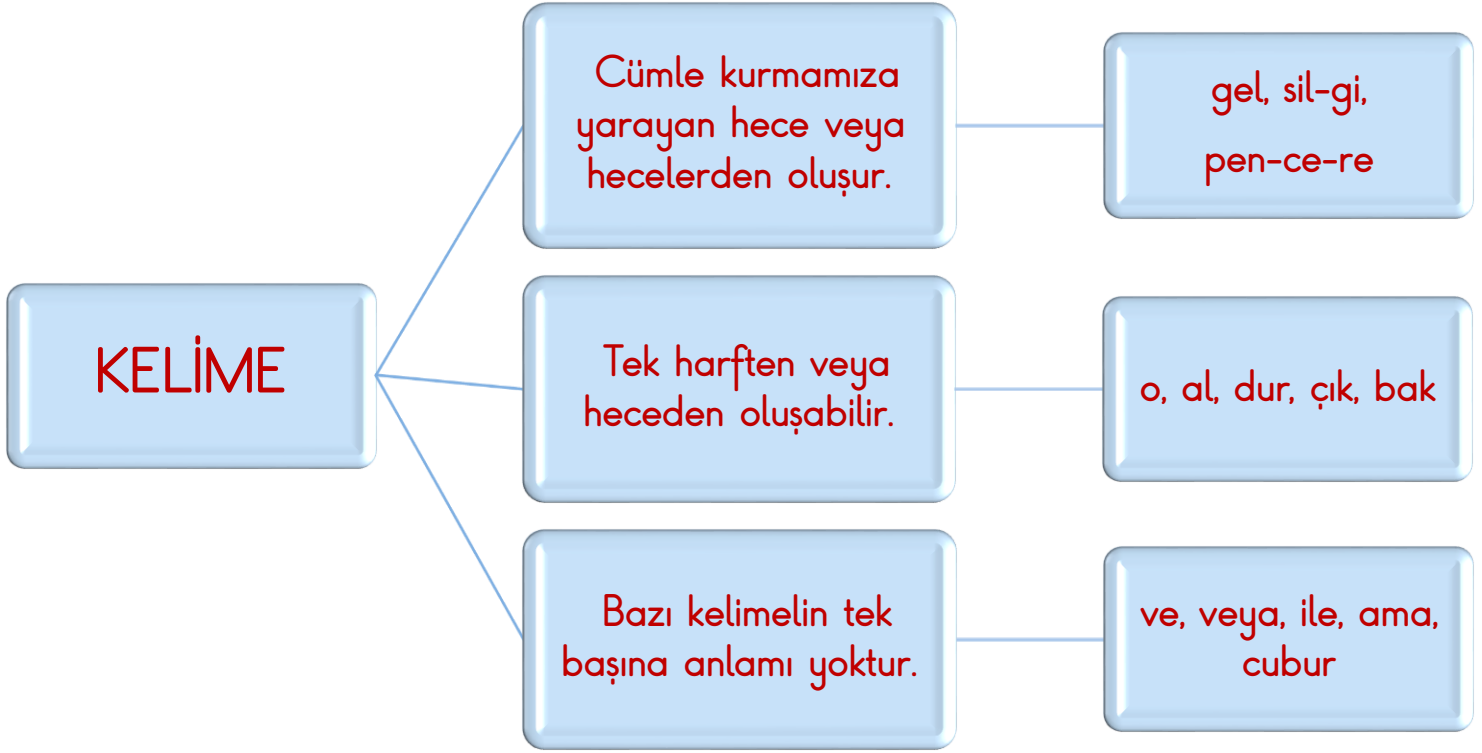 KELİME
Cümle kurmamıza
yarayan hece veya
hecelerden oluşur.
gel, sil-gi,
pen-ce-re
Tek harften veya
heceden oluşabilir.
o, al, dur, çık, bak
Bazı kelimelin tek
başına anlamı yoktur.
ve, veya, ile, ama,
cubur